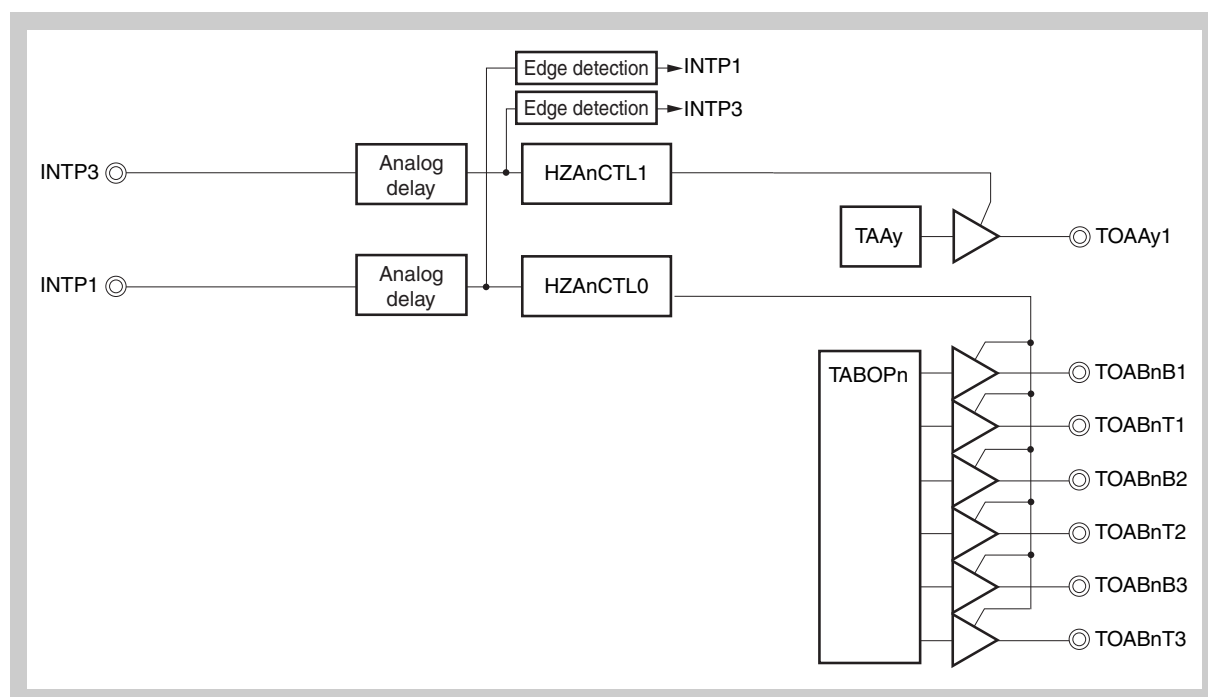 Edge detection
INTP1
Edge detection
INTP3
INTP3
Analog
delay
HZAnCTL1
TAAy
TOAAy1
INTP1
Analog
delay
HZAnCTL0
TABOPn
TOABnB1
TOABnT1
TOABnB2
TOABnT2
TOABnB3
TOABnT3